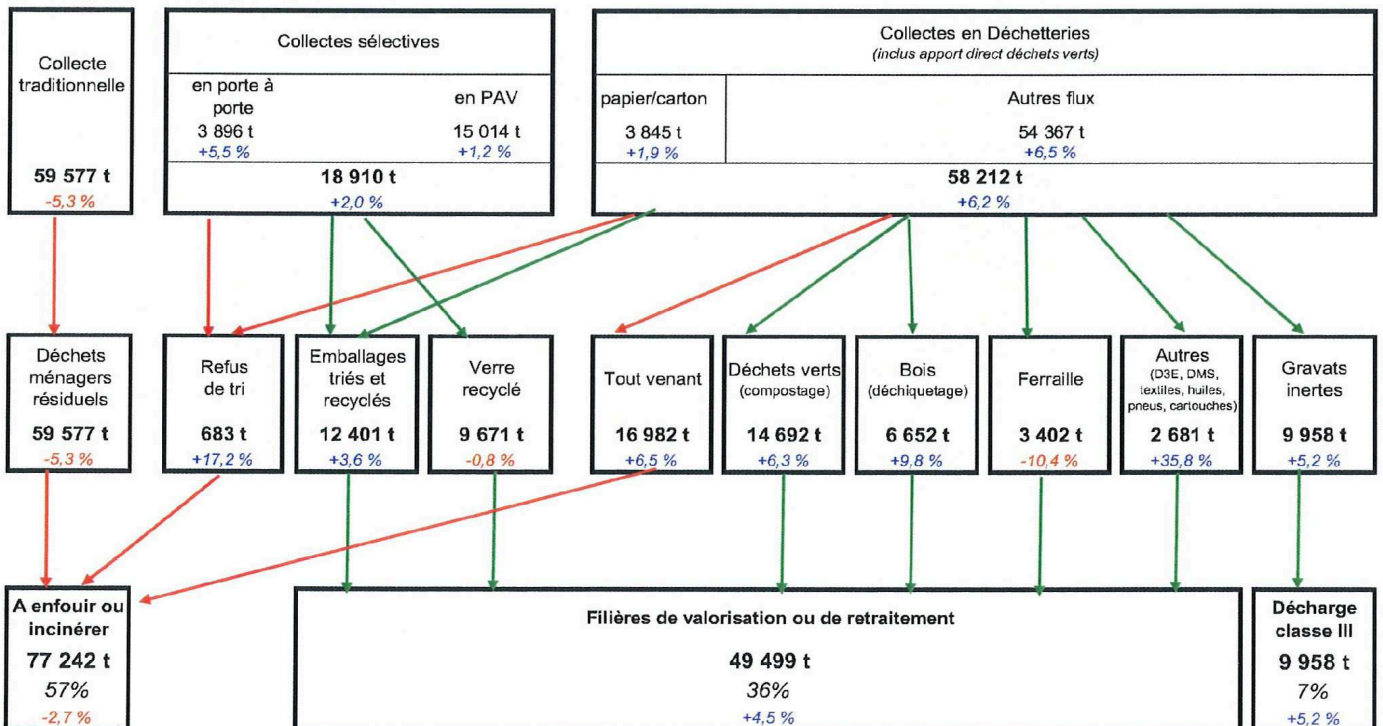 Collecte
traditionnelle
59 577 t
-5,3 %
Collectes sélectives
en porte à
porte
3 896 t
+5,5 %
en PAV
15 014 t
+1,2 %
18 910 t
+2,0 %
Collectes en Déchetteries
(inclus apport direct déchets verts)
papier/carton
3 845 t
+1,9 %
Autres flux
54 367 t
+6,5 %
58 212 t
+6,2 %
Déchets
ménagers
résiduels
59 577 t
-5,3 %
Refus
de tri
683 t
+17,2 %
Emballages
triés et
recyclés
12 401 t
+3,6 %
Verre
recyclé
9 671 t
-0,8 %
Tout venant
16 982 t
+6,5 %
Déchets verts
(compostage)
14 692 t
+6,3 %
Bois
(déchiquetage)
6 652 t
+9,8 %
Ferraille
3 402 t
-10,4 %
Autres
(D3E, DMS,
textiles, huiles,
pneus, cartouches)
2 681 t
+35,8 %
Gravats
inertes
9 958 t
+5,2 %
A enfouir ou
incinérer
77 242 t
57%
-2,7 %
Filières de valorisation ou de retraitement
49 499 t
36%
+4,5 %
Décharge
classe III
9 958 t
7%
+5,2 %